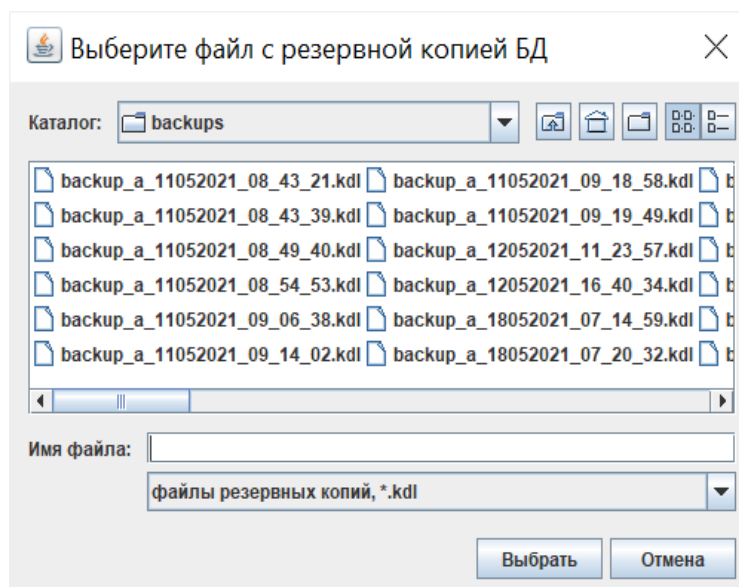 Выберите файл с резервной копией БД
Каталог: backups
backup_a_11052021_08_43_21.kdl backup_a_11052021_09_18_58.kdl b
backup_a_11052021_08_43_39.kdl backup_a_11052021_09_19_49.kdl b
backup_a_11052021_08_49_40.kdl backup_a_12052021_11_23_57.kdl b
backup_a_11052021_08_54_53.kdl backup_a_12052021_16_40_34.kdl b
backup_a_11052021_09_06_38.kdl backup_a_18052021_07_14_59.kdl b
backup_a_11052021_09_14_02.kdl backup_a_18052021_07_20_32.kdl b
Имя файла:
файлы резервных копий, *.kdl
Выбрать Отмена